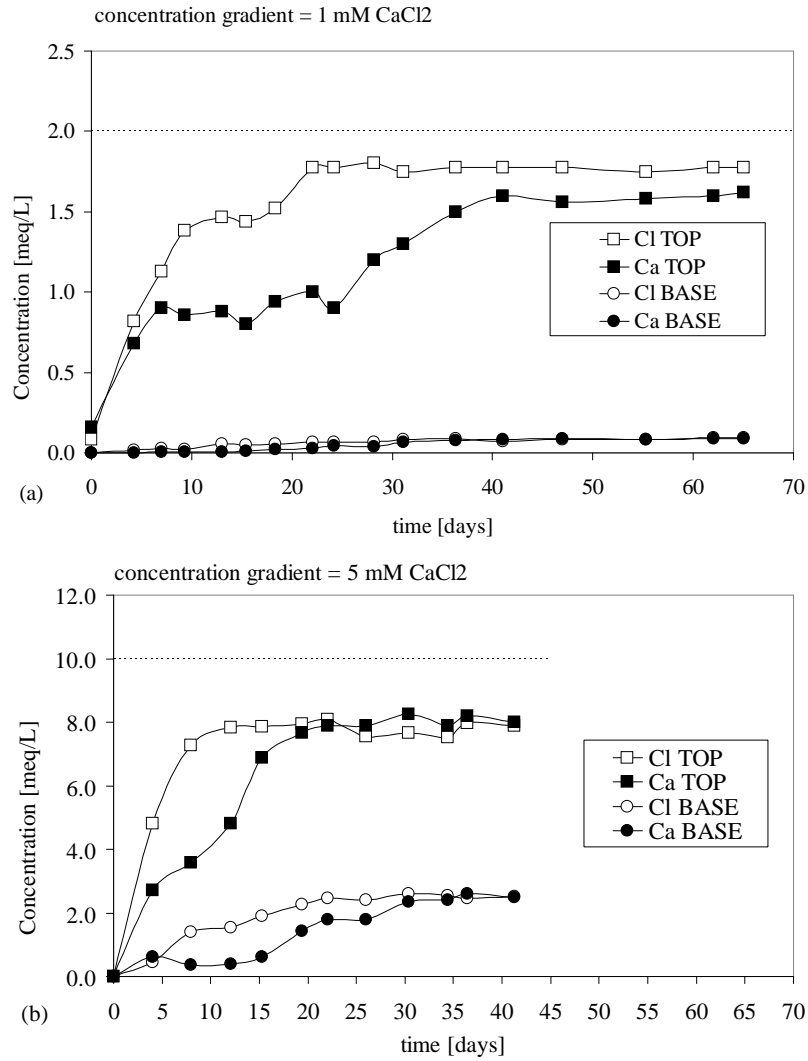 concentration gradient = 1 mM CaCl2
2.5
2.0
1.5
1.0
0.5
0.0
Concentration [meq/L]
Cl TOP
Ca TOP
Cl BASE
Ca BASE
0 10 20 30 40 50 60 70
(a)
time [days]
concentration gradient = 5 mM CaCl2
12.0
10.0
8.0
6.0
4.0
2.0
0.0
Concentration [meq/L]
Cl TOP
Ca TOP
Cl BASE
Ca BASE
0 5 10 15 20 25 30 35 40 45 50 55 60 65 70
(b)
time [days]